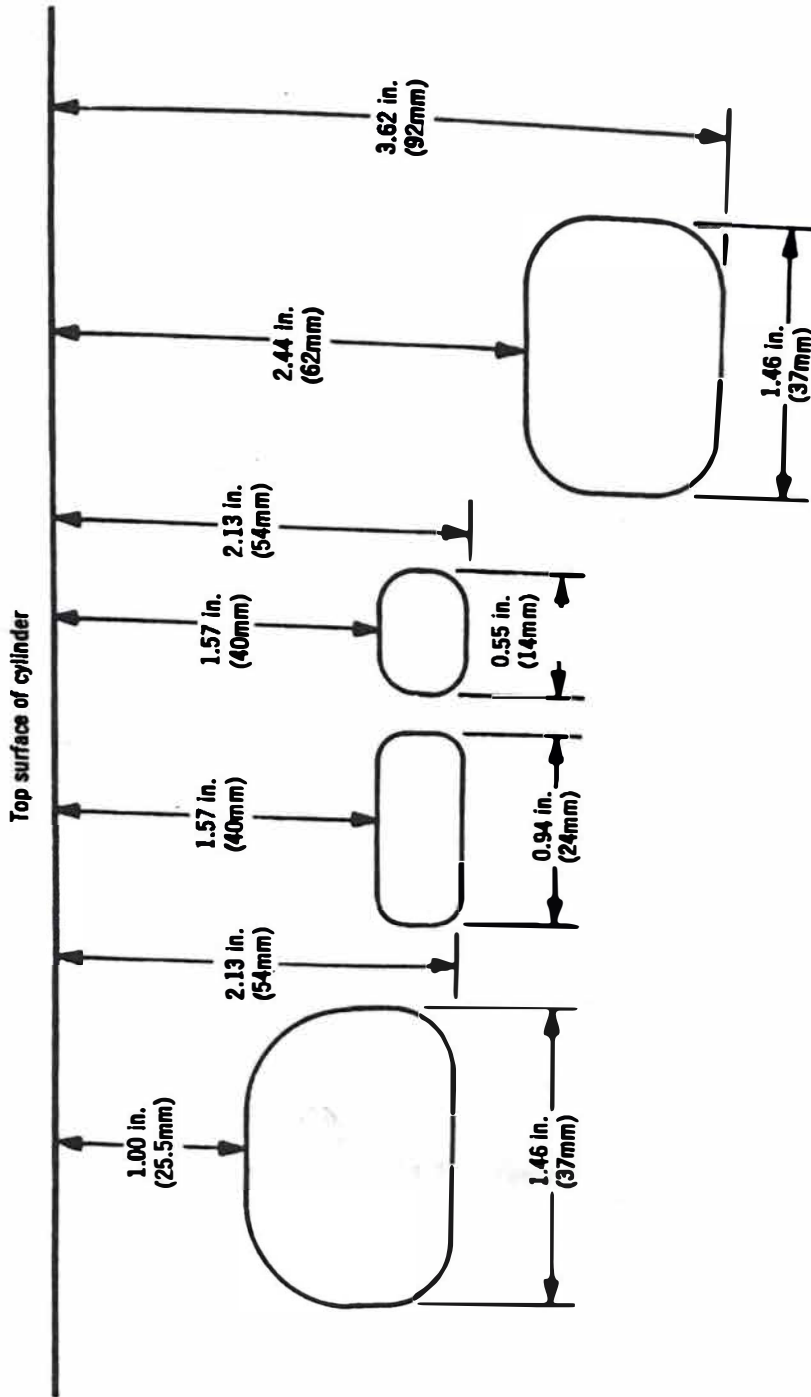 Top surface of cylinder
1.00 in.
(25.5mm)
2.13 in.
(54mm)
1.57 in.
(40mm)
1.57 in.
(40mm)
2.13 in.
(54mm)
2.44 in.
(62mm)
3.62 in.
(92mm)
1.46 in.
(37mm)
0.94 in.
(24mm)
0.55 in.
(14mm)
1.46 in.
(37mm)